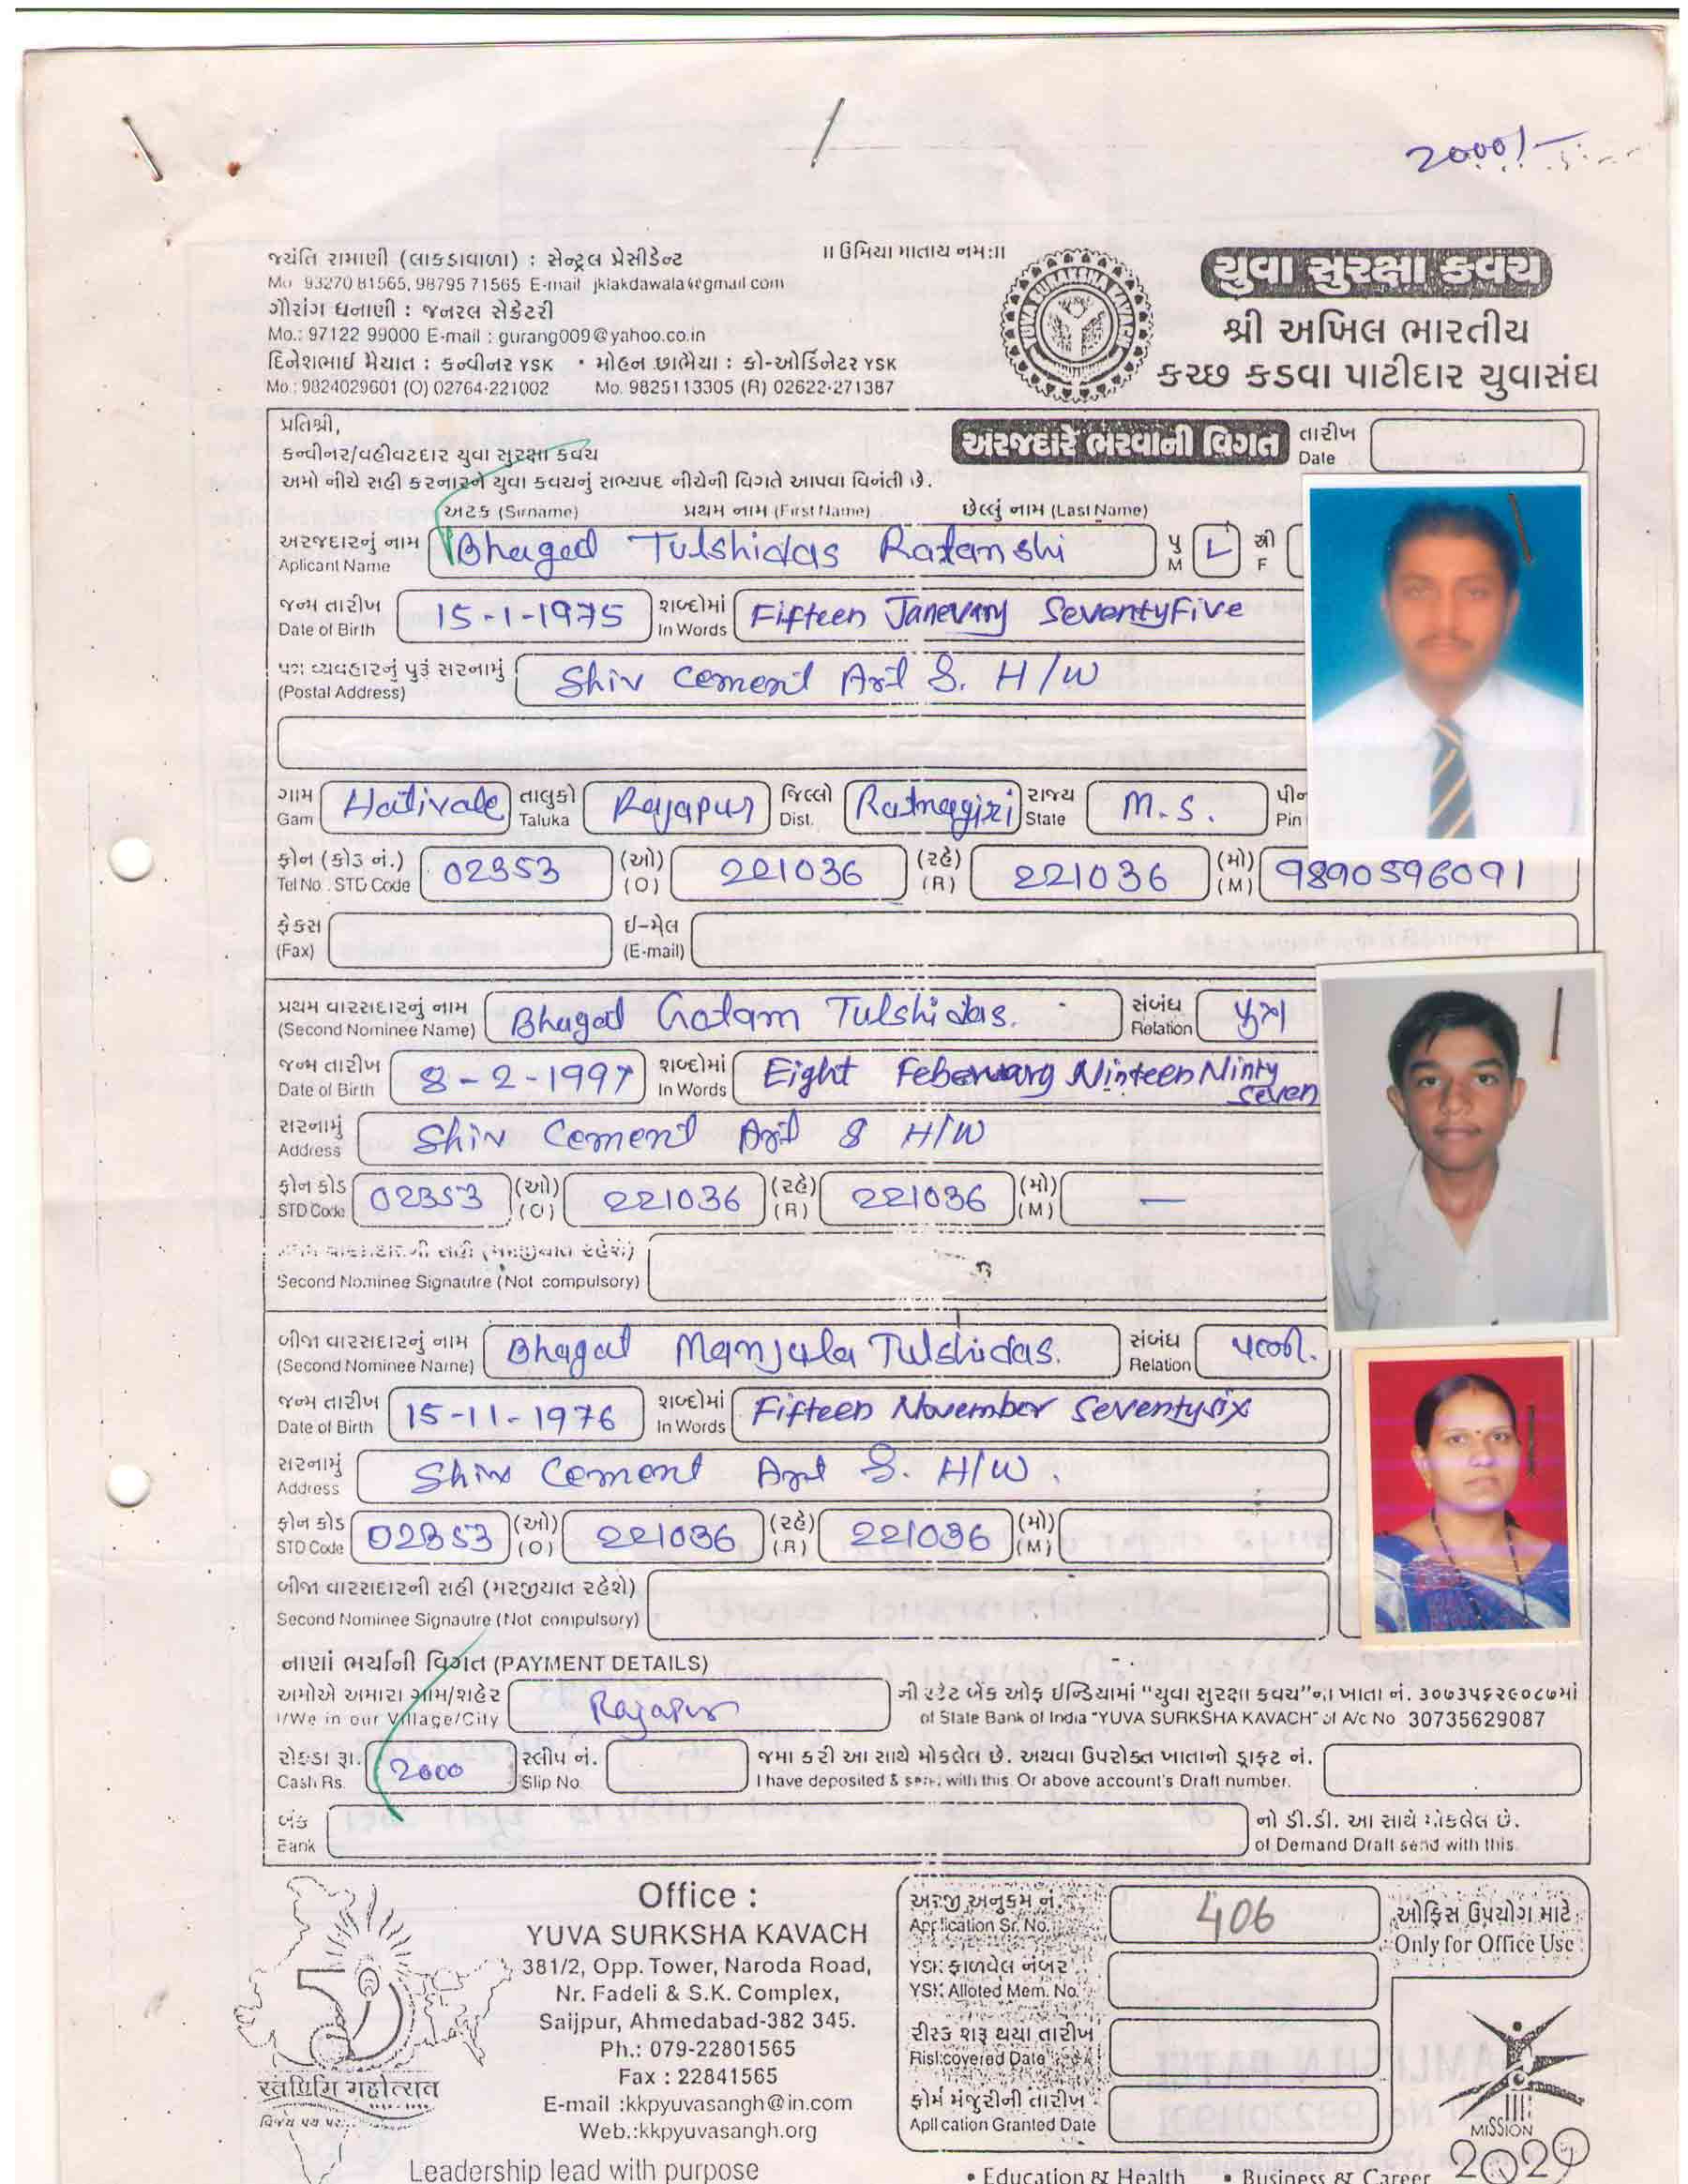 2000/-
જયંતિ રામાણી (લાકડાવાળા) : સેન્ટ્રલ પ્રેસીડેન્ટ
Mo 93270 81565, 98795 71565 E-mail jklakdawala@gmail com
ગૌરાંગ ધનાણી : જનરલ સેક્રેટરી
Mo.: 97122 99000 E-mail : gurang009@yahoo.co.in
દિનેશભાઈ મેયાત : કન્વીનર YSK • મોહન છાભૈયા : કો-ઓર્ડિનેટર YSK
Mo.: 9824029601 (O) 02764-221002 Mo. 9825113305 (R) 02622-271387
॥ ઉમિયા માતાય નમઃ॥
YUVA SURAKSHA KAVACH
યુવા સુરક્ષા કવચ
શ્રી અખિલ ભારતીય
કચ્છ કડવા પાટીદાર યુવાસંઘ
પ્રતિશ્રી,
કન્વીનર/વહીવટદાર યુવા સુરક્ષા કવચ
અરજદારે ભરવાની વિગત તારીખ
Date
અમો નીચે સહી કરનારને યુવા કવચનું સભ્યપદ નીચેની વિગતે આપવા વિનંતી છે.
અટક (Sirname) પ્રથમ નામ (First Name) છેલ્લું નામ (Last Name)
અરજદારનું નામ Bhagad Tulshidas Ratanshi પુ સ્ત્રી
Aplicant Name M F
જન્મ તારીખ 15-1-1975 શબ્દોમાં Fifteen Janevary SeventyFive
Date of Birth In Words
પત્ર વ્યવહારનું પુરૂં સરનામું Shiv Cement Art &. H/W
(Postal Address)
ગામ Hativale તાલુકો Rajapur જિલ્લો Ratnagiri રાજ્ય M.S. પીન
Gam Taluka Dist. State Pin
ફોન (કોડ નં.) 02353 (ઓ) 221036 (રહે) 221036 (મો) 9890596091
Tel No. STD Code (O) (R) (M)
ફેકસ ઈ-મેલ
(Fax) (E-mail)
પ્રથમ વારસદારનું નામ Bhagat Gotam Tulshidas. સંબંધ પુત્ર
(Second Nominee Name) Relation
જન્મ તારીખ 8-2-1997 શબ્દોમાં Eight Feberuary Ninteen Ninty Seven
Date of Birth In Words
સરનામું Shiv Cement Art & H/W
Address
ફોન કોડ 02353 (ઓ) 221036 (રહે) 221036 (મો) —
STD Code (O) (R) (M)
સહી (મરજીયાત રહેશે)
Second Nominee Signautre (Not compulsory)
બીજા વારસદારનું નામ Bhagat Manjula Tulshidas. સંબંધ પત્ની.
(Second Nominee Name) Relation
જન્મ તારીખ 15-11-1976 શબ્દોમાં Fifteen November Seventysix
Date of Birth In Words
સરનામું Shiv Cement Art &. H/W.
Address
ફોન કોડ 02353 (ઓ) 221036 (રહે) 221036 (મો)
STD Code (O) (R) (M)
બીજા વારસદારની સહી (મરજીયાત રહેશે)
Second Nominee Signautre (Not compulsory)
નાણાં ભર્યાની વિગત (PAYMENT DETAILS)
અમોએ અમારા ગામ/શહેર Rajapur ની સ્ટેટ બેંક ઓફ ઈન્ડિયામાં "યુવા સુરક્ષા કવચ"ના ખાતા નં. ૩૦૭૩૫૬૨૯૦૮૭માં
I/We in our Village/City of State Bank of India "YUVA SURKSHA KAVACH" of A/c No 30735629087
રોકડા રૂા. 2000 સ્લીપ નં. જમા કરી આ સાથે મોકલેલ છે. અથવા ઉપરોક્ત ખાતાનો ડ્રાફ્ટ નં.
Cash Rs. Slip No I have deposited & send with this Or above account's Draft number.
બંક નો ડી.ડી. આ સાથે મોકલેલ છે.
Bank of Demand Draft send with this.
Office :
YUVA SURKSHA KAVACH
381/2, Opp. Tower, Naroda Road,
Nr. Fadeli & S.K. Complex,
Saijpur, Ahmedabad-382 345.
Ph.: 079-22801565
Fax : 22841565
E-mail :kkpyuvasangh@in.com
Web.:kkpyuvasangh.org
Leadership lead with purpose
અરજી અનુક્રમ નં. 406
Application Sr. No.
YSK ફાળવેલ નંબર
YSK Alloted Mem. No.
રીસ્ક શરૂ થયા તારીખ
Risk covered Date
ફોર્મ મંજુરીની તારીખ
Apllication Granted Date
ઓફિસ ઉપયોગ માટે
Only for Office Use
MISSION
2020
• Education & Health • Business & Career